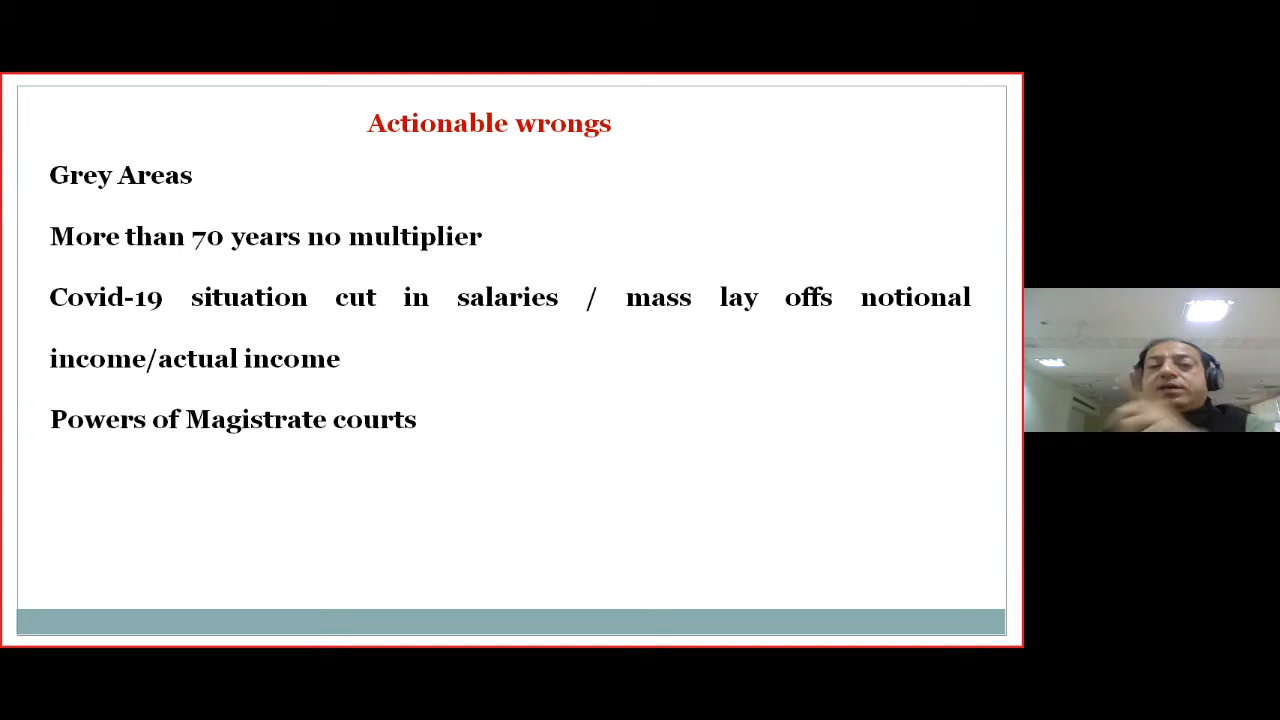 Actionable wrongs
Grey Areas
More than 70 years no multiplier
Covid-19 situation cut in salaries / mass lay offs notional
income/actual income
Powers of Magistrate courts